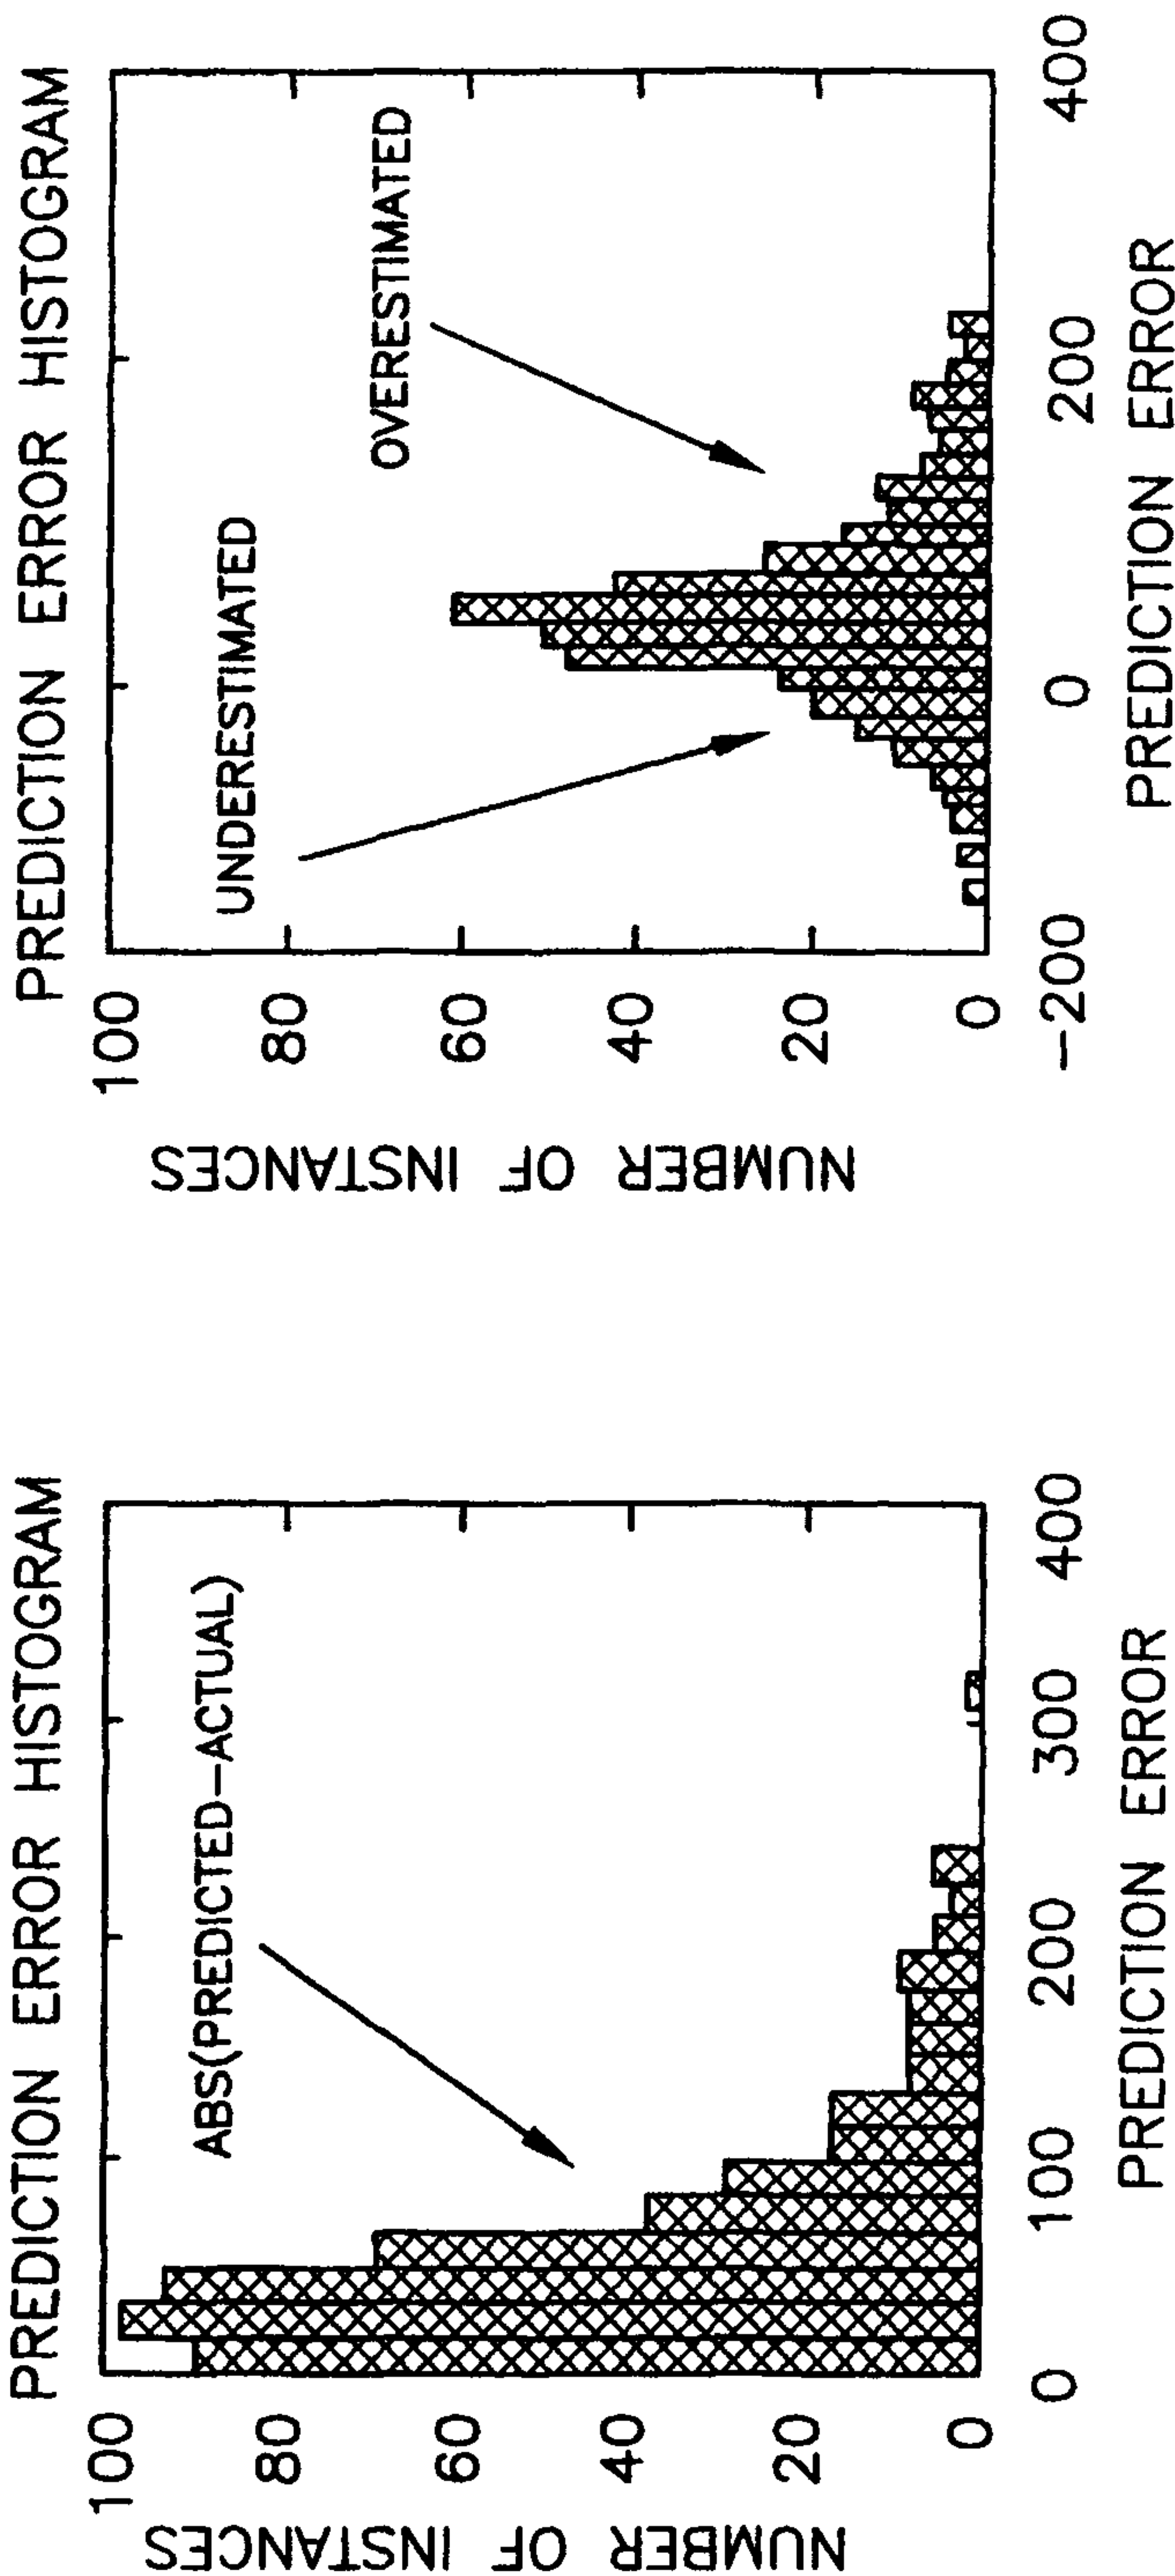 PREDICTION ERROR HISTOGRAM
ABS(PREDICTED-ACTUAL)
NUMBER OF INSTANCES
100
80
60
40
20
0
0 100 200 300 400
PREDICTION ERROR
PREDICTION ERROR HISTOGRAM
UNDERESTIMATED
OVERESTIMATED
NUMBER OF INSTANCES
100
80
60
40
20
0
-200 0 200 400
PREDICTION ERROR